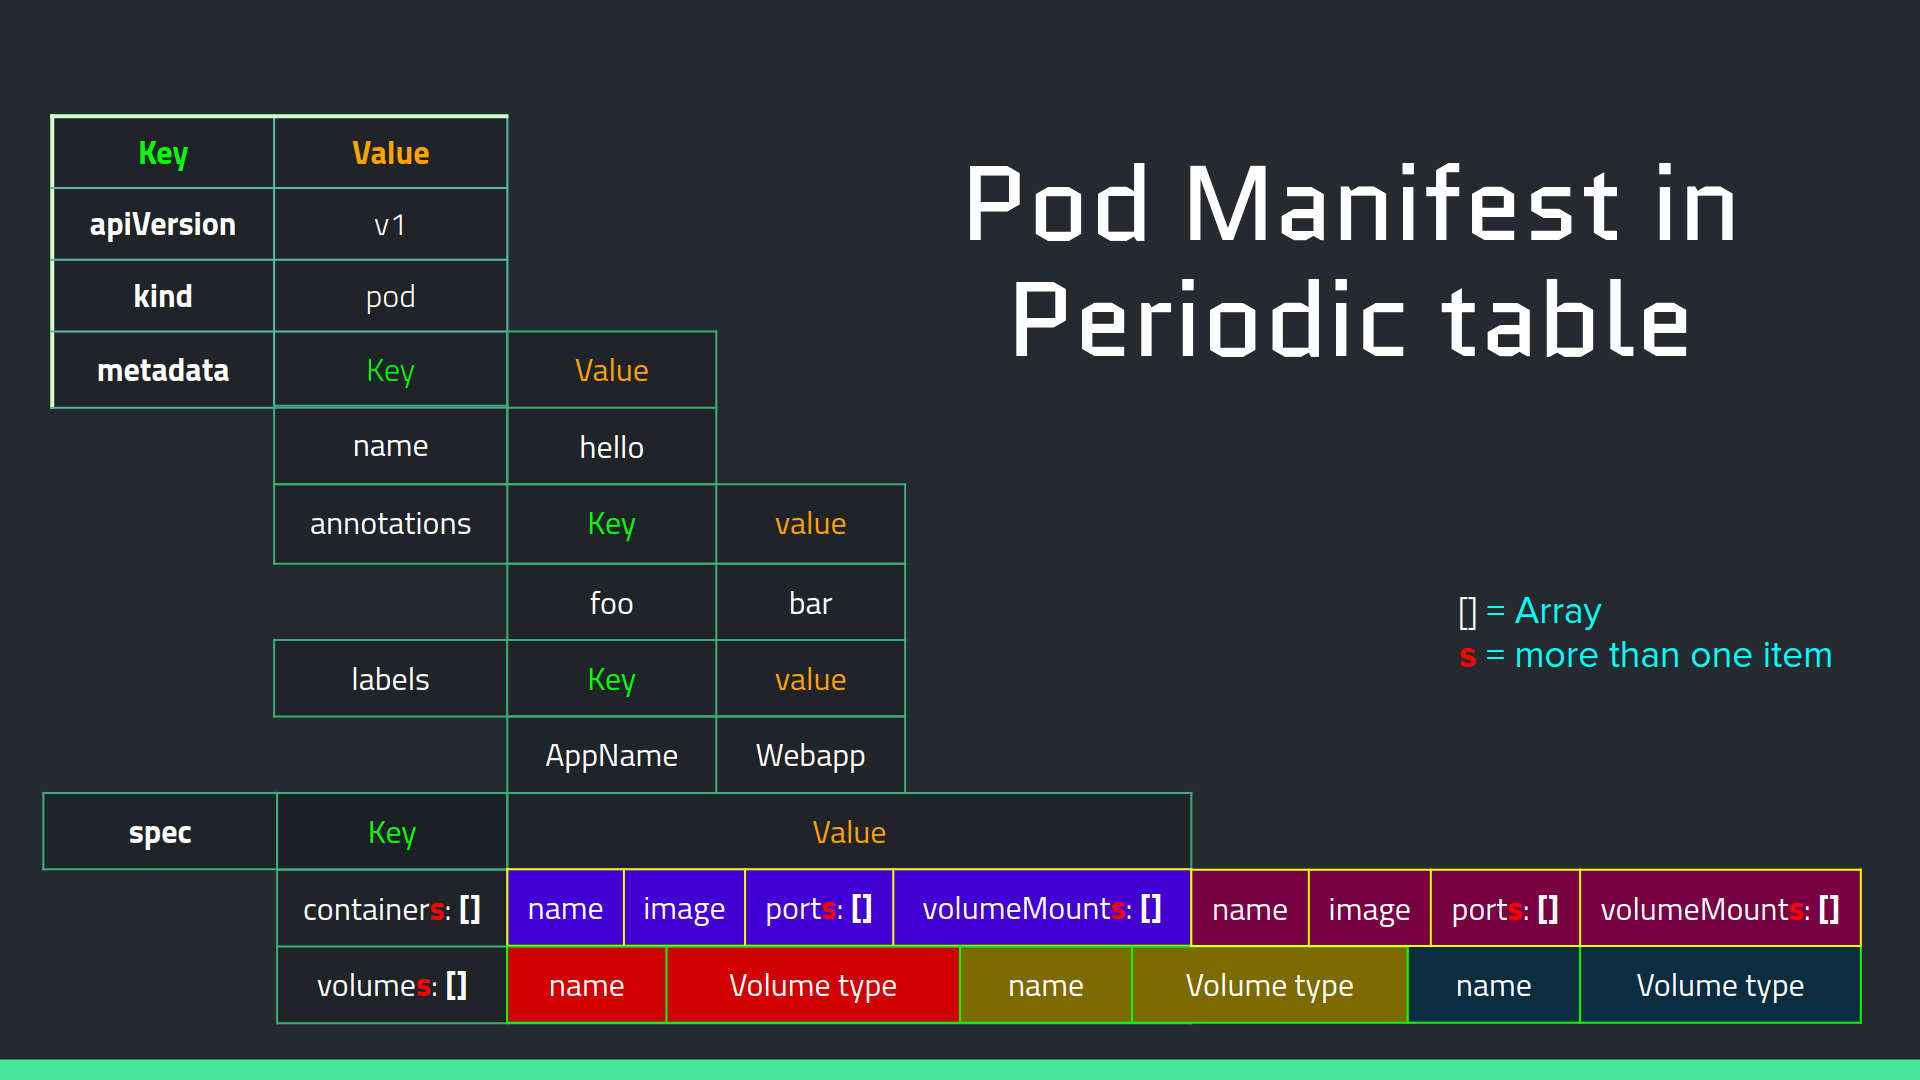 Pod Manifest in
Periodic table
Key Value
apiVersion v1
kind pod
metadata Key Value
name hello
annotations Key value
foo bar
labels Key value
AppName Webapp
[] = Array
s = more than one item
spec Key Value
containers: [] name image ports: [] volumeMounts: [] name image ports: [] volumeMounts: []
volumes: [] name Volume type name Volume type name Volume type